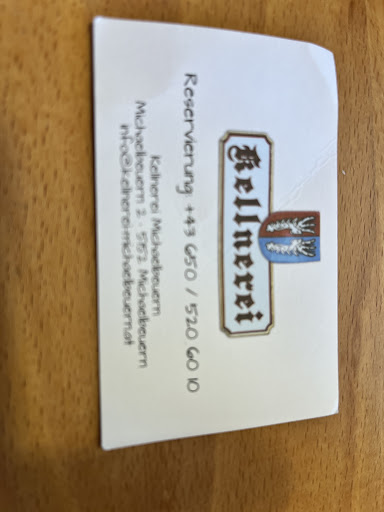 Kellnerei
Reservierung: +43 650 / 520 60 10
Kellnerei Michaelbeuern
Michaelbeuern 2 - 5152 Michaelbeuern
info@kellnerei-michaelbeuern.at